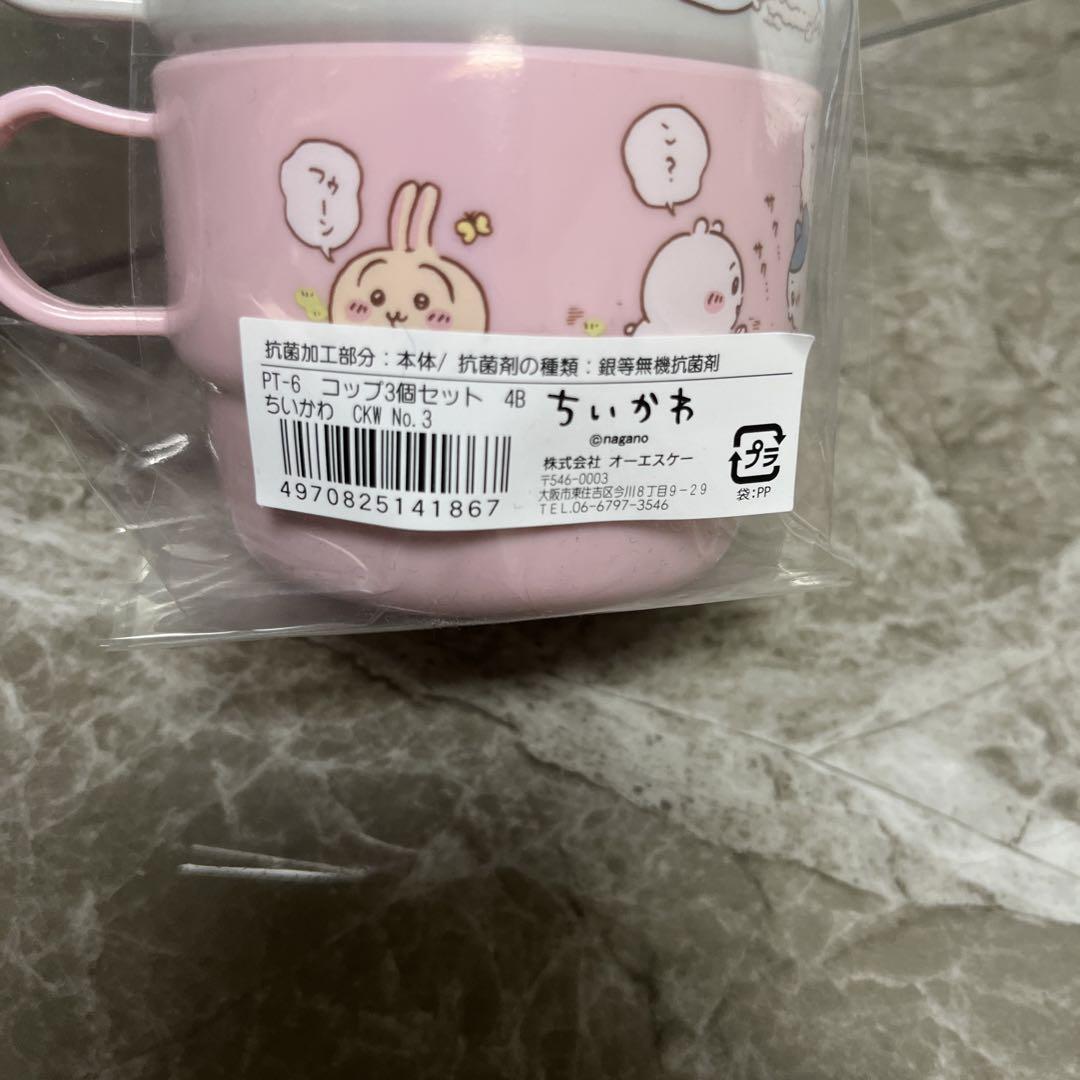 フゥーン
ン？
サク…
サク…
抗菌加工部分：本体/ 抗菌剤の種類：銀等無機抗菌剤
PT-6 コップ3個セット 4B
ちいかわ CKW No.3
4970825141867
ちいかわ
©nagano
株式会社 オーエスケー
〒546-0003
大阪市東住吉区今川8丁目9－29
TEL.06-6797-3546
プラ
袋:PP